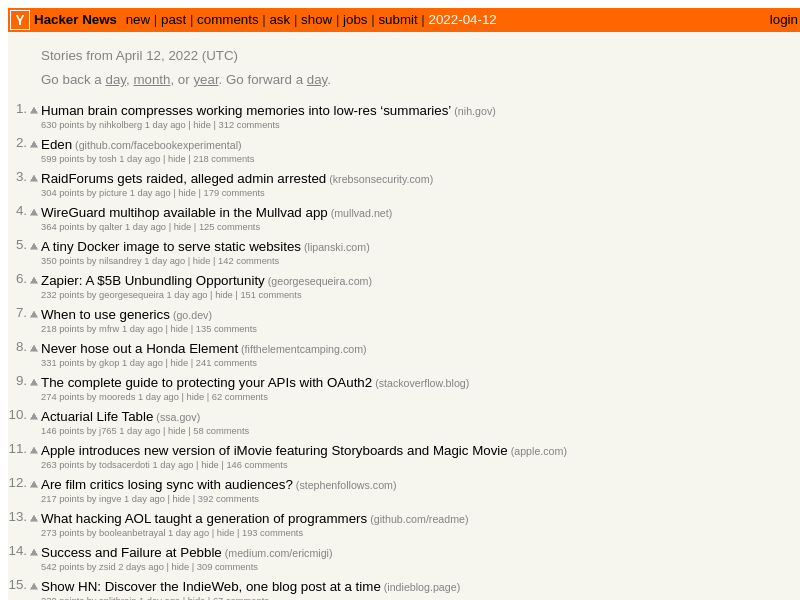 Y Hacker News new | past | comments | ask | show | jobs | submit | 2022-04-12 login
Stories from April 12, 2022 (UTC)
Go back a day, month, or year. Go forward a day.
1. Human brain compresses working memories into low-res ‘summaries’ (nih.gov)
630 points by nihkolberg 1 day ago | hide | 312 comments
2. Eden (github.com/facebookexperimental)
599 points by tosh 1 day ago | hide | 218 comments
3. RaidForums gets raided, alleged admin arrested (krebsonsecurity.com)
304 points by picture 1 day ago | hide | 179 comments
4. WireGuard multihop available in the Mullvad app (mullvad.net)
364 points by qalter 1 day ago | hide | 125 comments
5. A tiny Docker image to serve static websites (lipanski.com)
350 points by nilsandrey 1 day ago | hide | 142 comments
6. Zapier: A $5B Unbundling Opportunity (georgesequeira.com)
232 points by georgesequeira 1 day ago | hide | 151 comments
7. When to use generics (go.dev)
218 points by mfrw 1 day ago | hide | 135 comments
8. Never hose out a Honda Element (fifthelementcamping.com)
331 points by gkop 1 day ago | hide | 241 comments
9. The complete guide to protecting your APIs with OAuth2 (stackoverflow.blog)
274 points by mooreds 1 day ago | hide | 62 comments
10. Actuarial Life Table (ssa.gov)
146 points by j765 1 day ago | hide | 58 comments
11. Apple introduces new version of iMovie featuring Storyboards and Magic Movie (apple.com)
263 points by todsacerdoti 1 day ago | hide | 146 comments
12. Are film critics losing sync with audiences? (stephenfollows.com)
217 points by ingve 1 day ago | hide | 392 comments
13. What hacking AOL taught a generation of programmers (github.com/readme)
273 points by booleanbetrayal 1 day ago | hide | 193 comments
14. Success and Failure at Pebble (medium.com/ericmigi)
542 points by zsid 2 days ago | hide | 309 comments
15. Show HN: Discover the IndieWeb, one blog post at a time (indieblog.page)